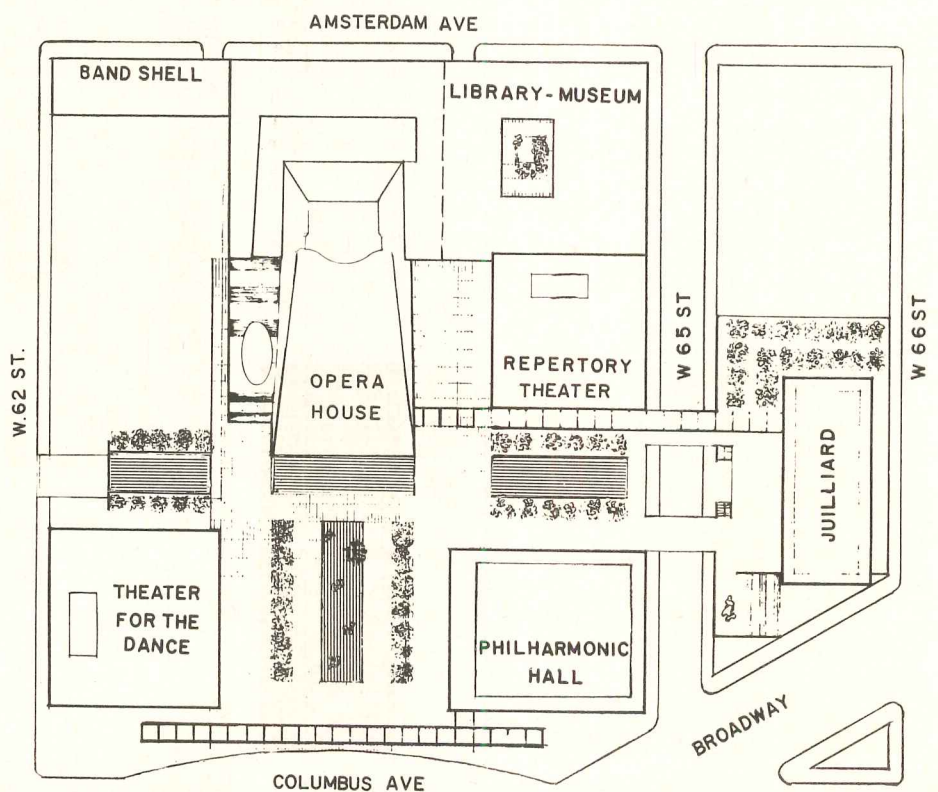 AMSTERDAM AVE
BAND SHELL
LIBRARY-MUSEUM
W.62 ST.
OPERA
HOUSE
REPERTORY
THEATER
W 65 ST
W 66 ST
JUILLIARD
THEATER
FOR THE
DANCE
PHILHARMONIC
HALL
BROADWAY
COLUMBUS AVE